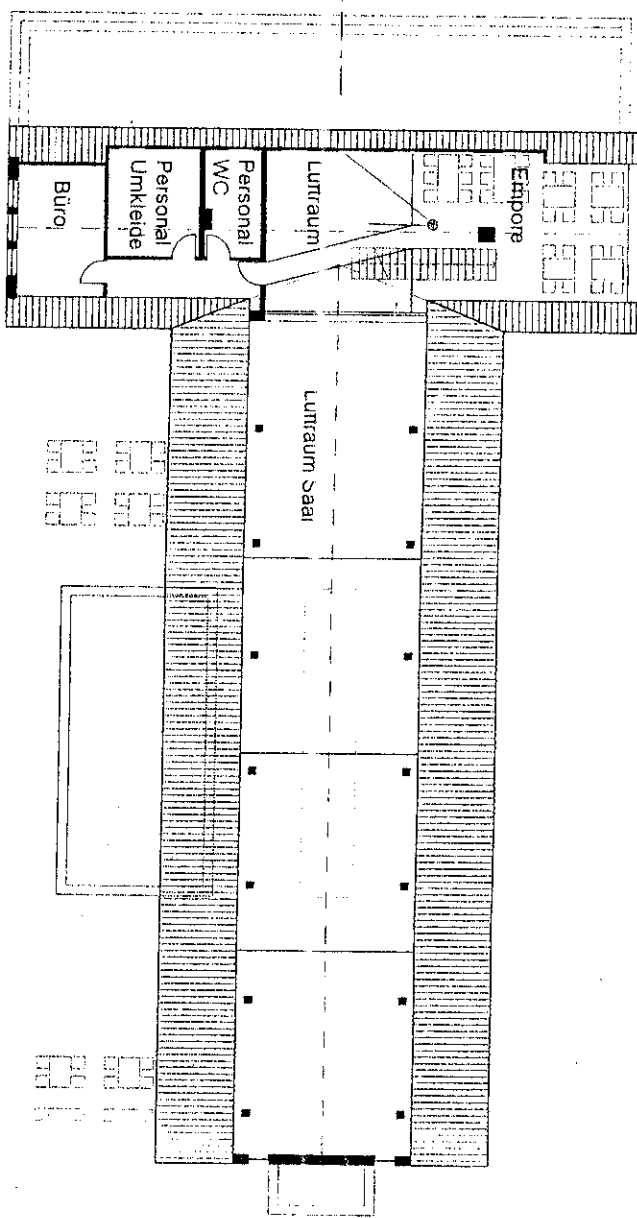 Büro
Personal
Umkleide
Personal
WC
Luftraum
Empore
Luftraum Saal